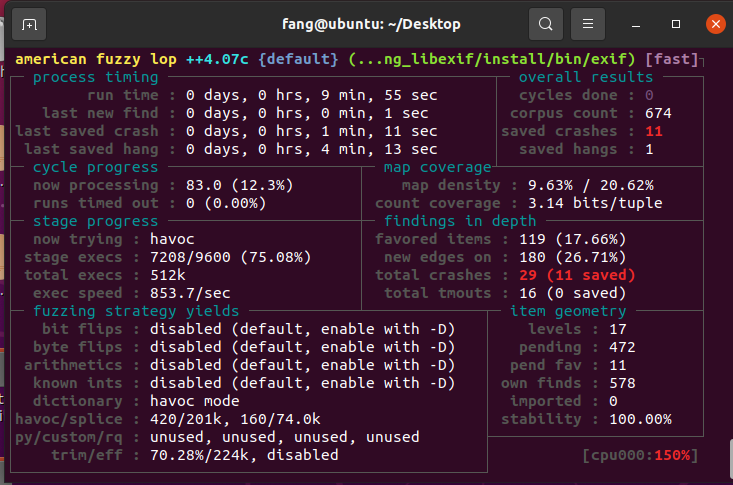 fang@ubuntu: ~/Desktop
american fuzzy lop ++4.07c {default} (...ng_libexif/install/bin/exif) [fast]
process timing overall results
run time : 0 days, 0 hrs, 9 min, 55 sec cycles done : 0
last new find : 0 days, 0 hrs, 0 min, 1 sec corpus count : 674
last saved crash : 0 days, 0 hrs, 1 min, 11 sec saved crashes : 11
last saved hang : 0 days, 0 hrs, 4 min, 13 sec saved hangs : 1
cycle progress map coverage
now processing : 83.0 (12.3%) map density : 9.63% / 20.62%
runs timed out : 0 (0.00%) count coverage : 3.14 bits/tuple
stage progress findings in depth
now trying : havoc favored items : 119 (17.66%)
stage execs : 7208/9600 (75.08%) new edges on : 180 (26.71%)
total execs : 512k total crashes : 29 (11 saved)
exec speed : 853.7/sec total tmouts : 16 (0 saved)
fuzzing strategy yields item geometry
bit flips : disabled (default, enable with -D) levels : 17
byte flips : disabled (default, enable with -D) pending : 472
arithmetics : disabled (default, enable with -D) pend fav : 11
known ints : disabled (default, enable with -D) own finds : 578
dictionary : havoc mode imported : 0
havoc/splice : 420/201k, 160/74.0k stability : 100.00%
py/custom/rq : unused, unused, unused, unused
trim/eff : 70.28%/224k, disabled [cpu000:150%]